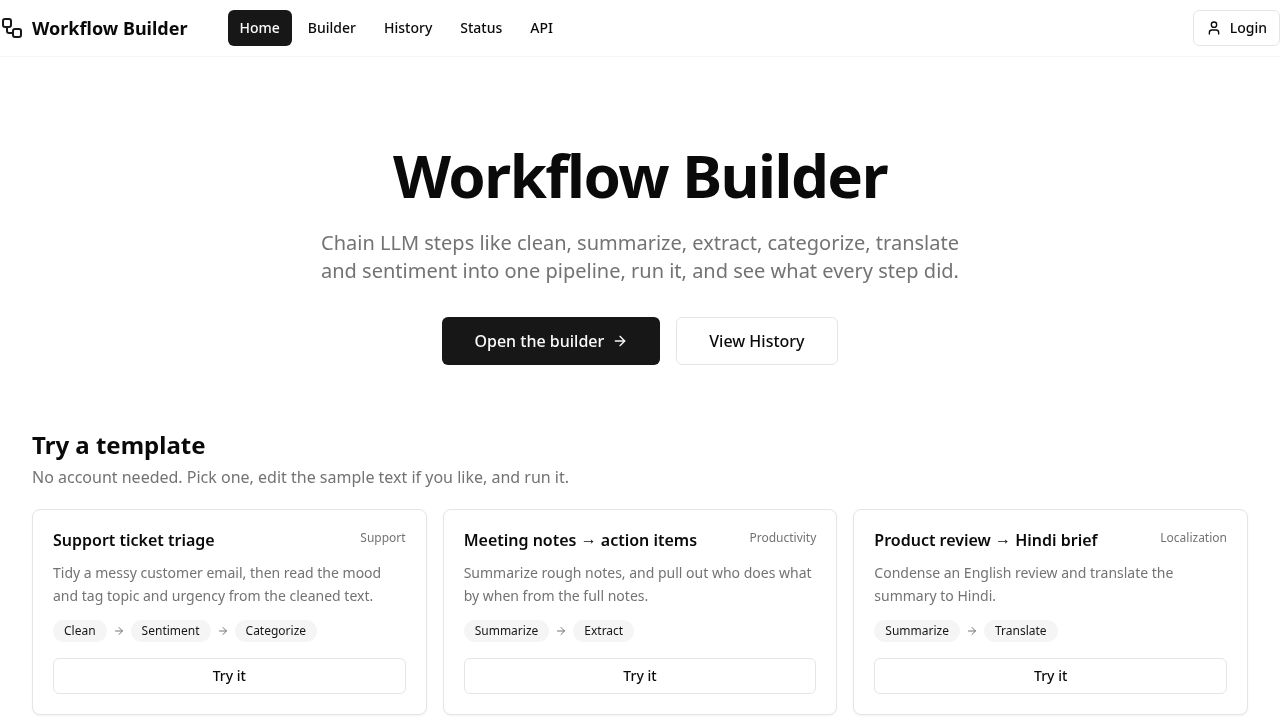 Workflow Builder
Home
Builder
History
Status
API
Login
Workflow Builder
Chain LLM steps like clean, summarize, extract, categorize, translate
and sentiment into one pipeline, run it, and see what every step did.
Open the builder →
View History
Try a template
No account needed. Pick one, edit the sample text if you like, and run it.
Support ticket triage
Support
Tidy a messy customer email, then read the mood
and tag topic and urgency from the cleaned text.
Clean → Sentiment → Categorize
Try it
Meeting notes → action items
Productivity
Summarize rough notes, and pull out who does what
by when from the full notes.
Summarize → Extract
Try it
Product review → Hindi brief
Localization
Condense an English review and translate the
summary to Hindi.
Summarize → Translate
Try it